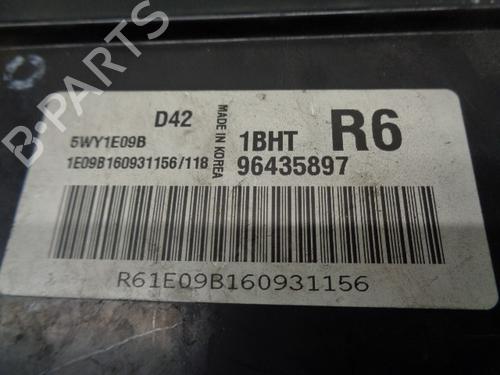 D42
5WY1E09B
1E09B160931156/118
MADE IN KOREA
1BHT
R6
96435897
R61E09B160931156
B-PARTS